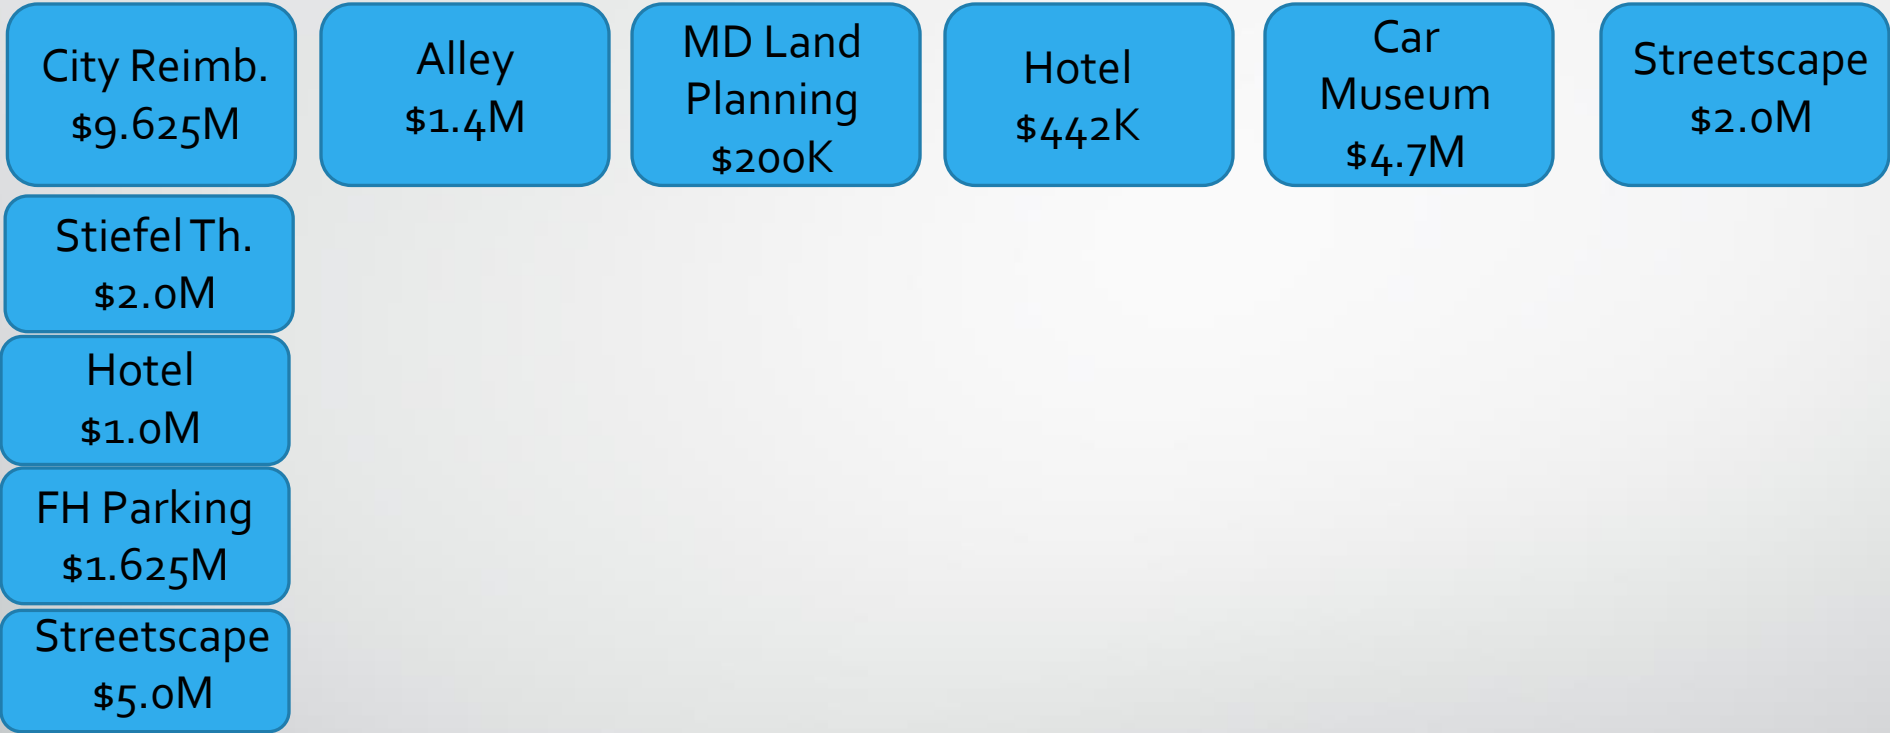 City Reimb.
$9.625M
Alley
$1.4M
MD Land
Planning
$200K
Hotel
$442K
Car
Museum
$4.7M
Streetscape
$2.0M
Stiefel Th.
$2.0M
Hotel
$1.0M
FH Parking
$1.625M
Streetscape
$5.0M